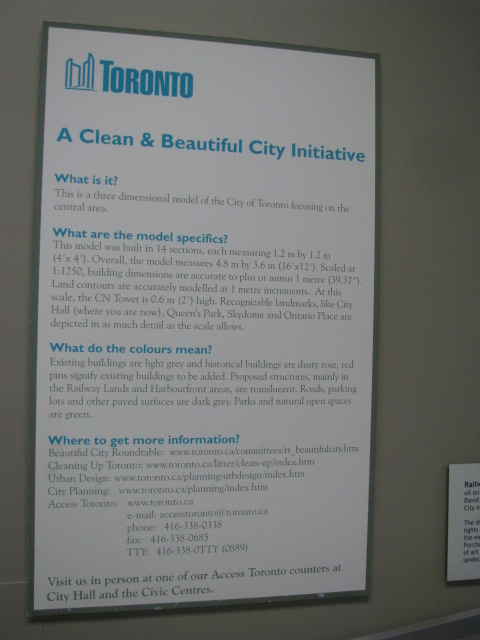 TORONTO
A Clean & Beautiful City Initiative
What is it?
This is a three dimensional model of the City of Toronto focusing on the
central area.
What are the model specifics?
This model was built in 14 sections, each measuring 1.2 m by 1.2 m
(4'x 4'). Overall, the model measures 4.8 m by 3.6 m (16'x12'). Scaled at
1:1250, building dimensions are accurate to plus or minus 1 metre (39.37").
Land contours are accurately modelled at 1 metre increments. At this
scale, the CN Tower is 0.6 m (2') high. Recognizable landmarks, like City
Hall (where you are now), Queen's Park, Skydome and Ontario Place are
depicted in as much detail as the scale allows.
What do the colours mean?
Existing buildings are light grey and historical buildings are dusty rose; red
pins signify existing buildings to be added. Proposed structures, mainly in
the Railway Lands and Harbourfront areas, are translucent. Roads, parking
lots and other paved surfaces are dark grey. Parks and natural open spaces
are green.
Where to get more information?
Beautiful City Roundtable: www.toronto.ca/committees/rt_beautifulcity.htm
Cleaning Up Toronto: www.toronto.ca/litter/clean-up/index.htm
Urban Design: www.toronto.ca/planning/urbdesign/index.htm
City Planning: www.toronto.ca/planning/index.htm
Access Toronto: www.toronto.ca
e-mail: accesstoronto@toronto.ca
phone: 416-338-0338
fax: 416-338-0685
TTY: 416-338-0TTY (0889)
Visit us in person at one of our Access Toronto counters at
City Hall and the Civic Centres.
Railw
oil on
David
City o
The d
lights
the ex
Purcha
of art
landsc